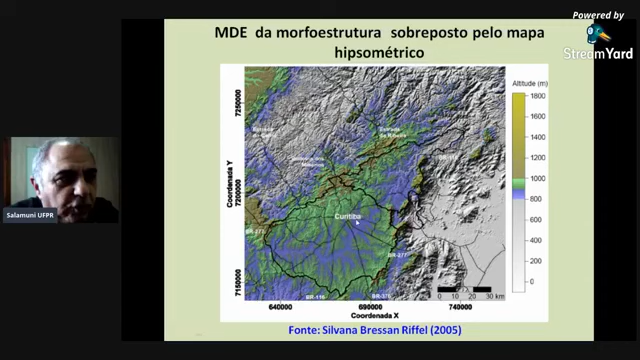 Powered by
StreamYard
MDE da morfoestrutura sobreposto pelo mapa
hipsométrico
Altitude (m)
1800
1600
1400
1200
1000
800
600
400
200
0
Coordenada Y
7250000
7200000
7150000
Curitiba
BR-277
BR-277
BR-116
BR-376
0 10 20 30 km
640000
690000
740000
Coordenada X
Fonte: Silvana Bressan Riffel (2005)
Salamuni UFPR